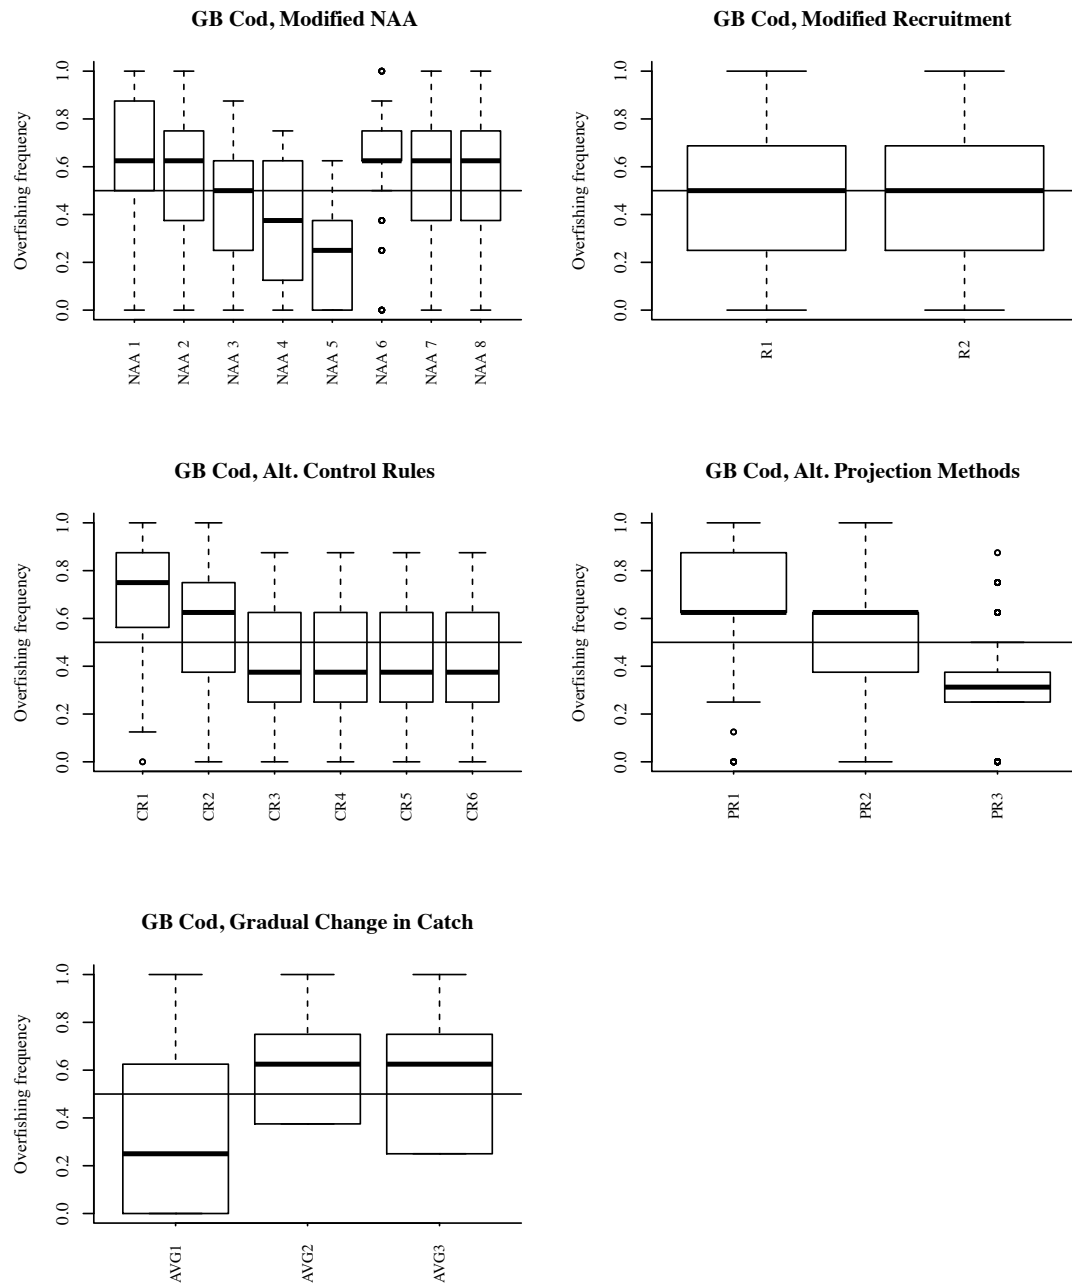 GB Cod, Modified NAA
Overfishing frequency
1.0
0.8
0.6
0.4
0.2
0.0
NAA 1
NAA 2
NAA 3
NAA 4
NAA 5
NAA 6
NAA 7
NAA 8
GB Cod, Modified Recruitment
Overfishing frequency
1.0
0.8
0.6
0.4
0.2
0.0
R1
R2
GB Cod, Alt. Control Rules
Overfishing frequency
1.0
0.8
0.6
0.4
0.2
0.0
CR1
CR2
CR3
CR4
CR5
CR6
GB Cod, Alt. Projection Methods
Overfishing frequency
1.0
0.8
0.6
0.4
0.2
0.0
PR1
PR2
PR3
GB Cod, Gradual Change in Catch
Overfishing frequency
1.0
0.8
0.6
0.4
0.2
0.0
AVG1
AVG2
AVG3